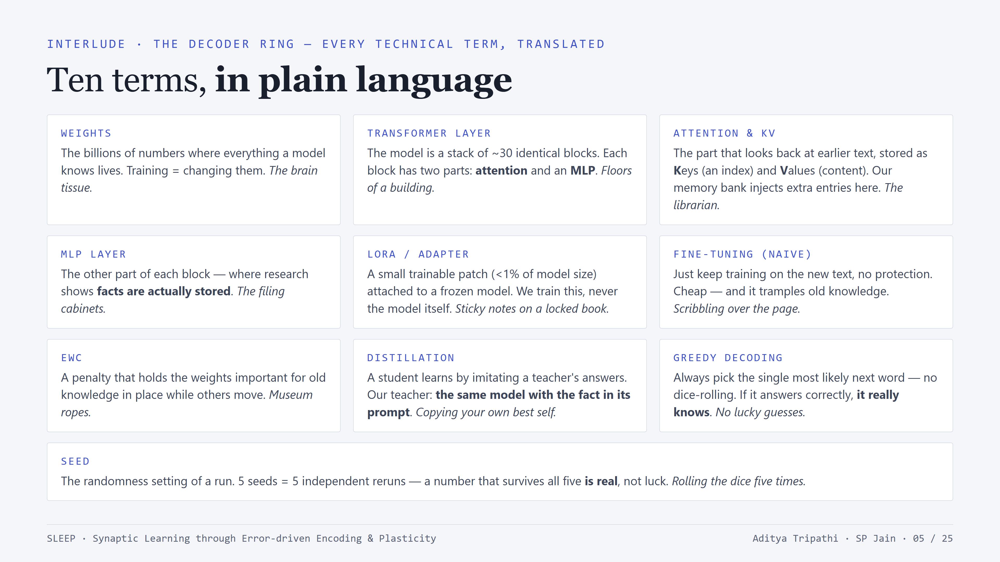 INTERLUDE · THE DECODER RING — EVERY TECHNICAL TERM, TRANSLATED
Ten terms, in plain language
WEIGHTS
The billions of numbers where everything a model
knows lives. Training = changing them. The brain
tissue.
TRANSFORMER LAYER
The model is a stack of ~30 identical blocks. Each
block has two parts: attention and an MLP. Floors
of a building.
ATTENTION & KV
The part that looks back at earlier text, stored as
Keys (an index) and Values (content). Our
memory bank injects extra entries here. The
librarian.
MLP LAYER
The other part of each block — where research
shows facts are actually stored. The filing
cabinets.
LORA / ADAPTER
A small trainable patch (<1% of model size)
attached to a frozen model. We train this, never
the model itself. Sticky notes on a locked book.
FINE-TUNING (NAIVE)
Just keep training on the new text, no protection.
Cheap — and it tramples old knowledge.
Scribbling over the page.
EWC
A penalty that holds the weights important for old
knowledge in place while others move. Museum
ropes.
DISTILLATION
A student learns by imitating a teacher's answers.
Our teacher: the same model with the fact in its
prompt. Copying your own best self.
GREEDY DECODING
Always pick the single most likely next word — no
dice-rolling. If it answers correctly, it really
knows. No lucky guesses.
SEED
The randomness setting of a run. 5 seeds = 5 independent reruns — a number that survives all five is real, not luck. Rolling the dice five times.
SLEEP · Synaptic Learning through Error-driven Encoding & Plasticity
Aditya Tripathi · SP Jain · 05 / 25